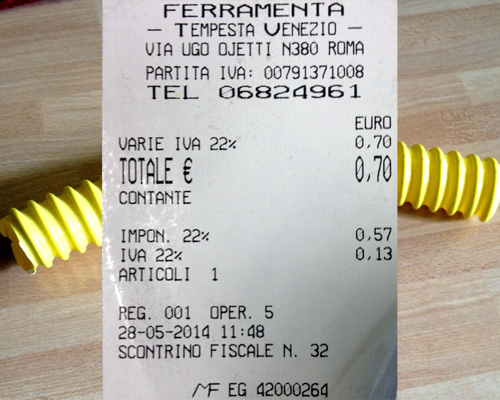 FERRAMENTA
— TEMPESTA VENEZIO —
VIA UGO OJETTI N380 ROMA
PARTITA IVA: 00791371008
TEL 06824961
EURO
VARIE IVA 22% 0,70
TOTALE € 0,70
CONTANTE
IMPON. 22% 0,57
IVA 22% 0,13
ARTICOLI 1
REG. 001 OPER. 5
28-05-2014 11:48
SCONTRINO FISCALE N. 32
MF EG 42000264